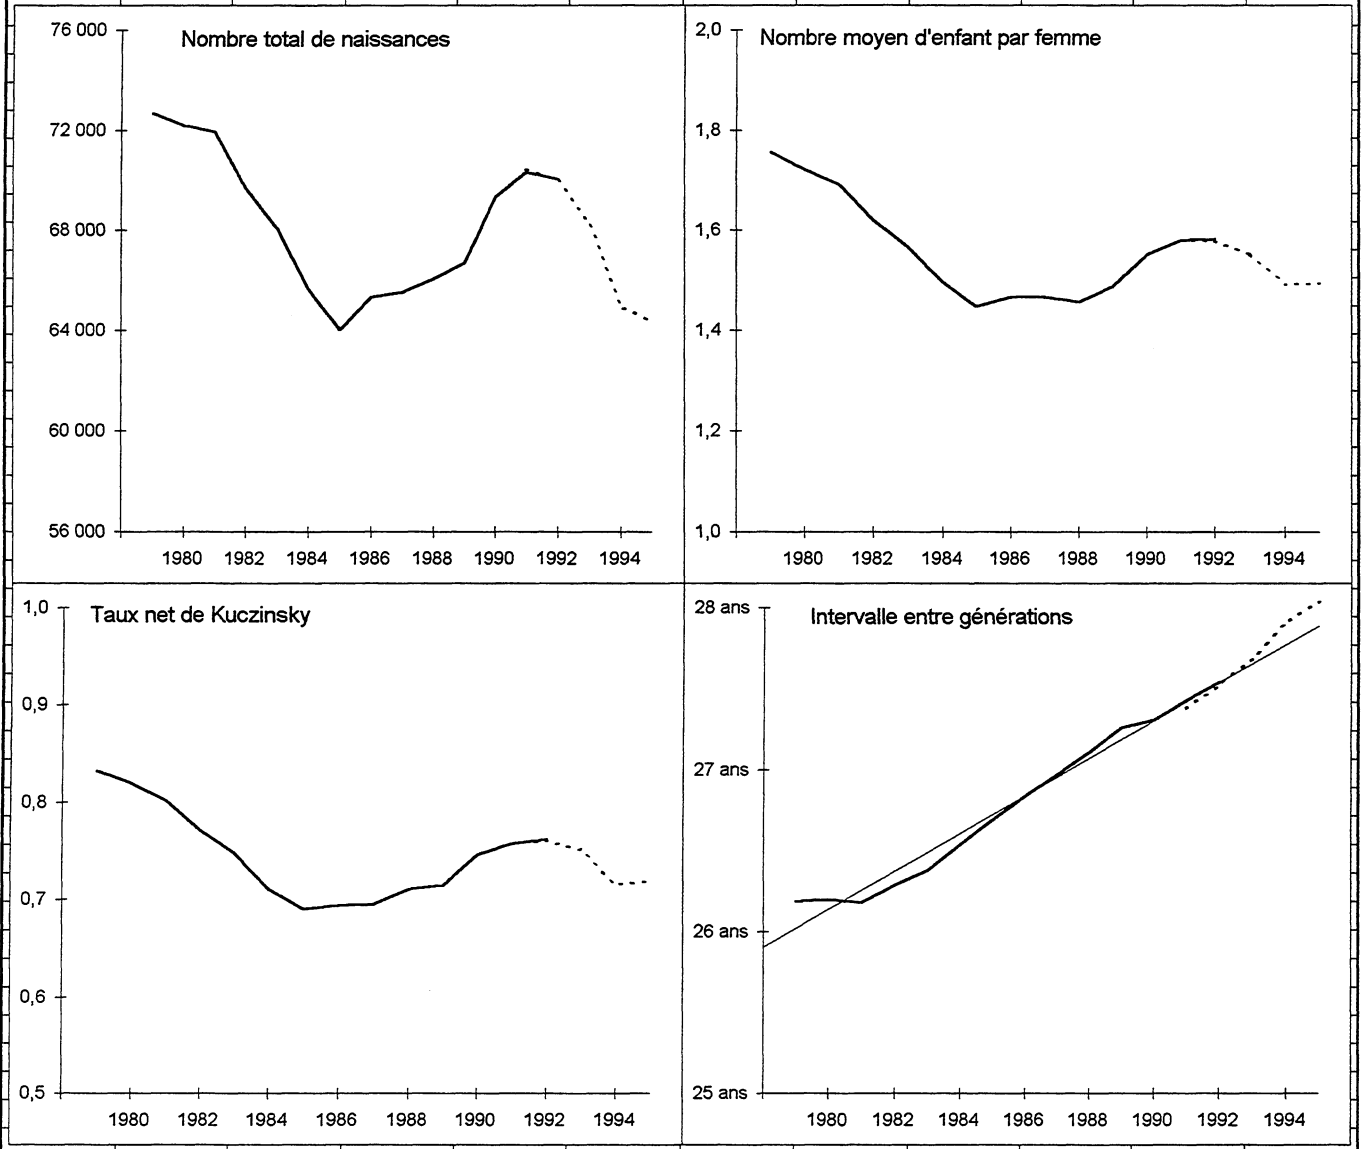 Nombre total de naissances
76 000
72 000
68 000
64 000
60 000
56 000
1980 1982 1984 1986 1988 1990 1992 1994
Nombre moyen d'enfant par femme
2,0
1,8
1,6
1,4
1,2
1,0
1980 1982 1984 1986 1988 1990 1992 1994
Taux net de Kuczinsky
1,0
0,9
0,8
0,7
0,6
0,5
1980 1982 1984 1986 1988 1990 1992 1994
Intervalle entre générations
28 ans
27 ans
26 ans
25 ans
1980 1982 1984 1986 1988 1990 1992 1994